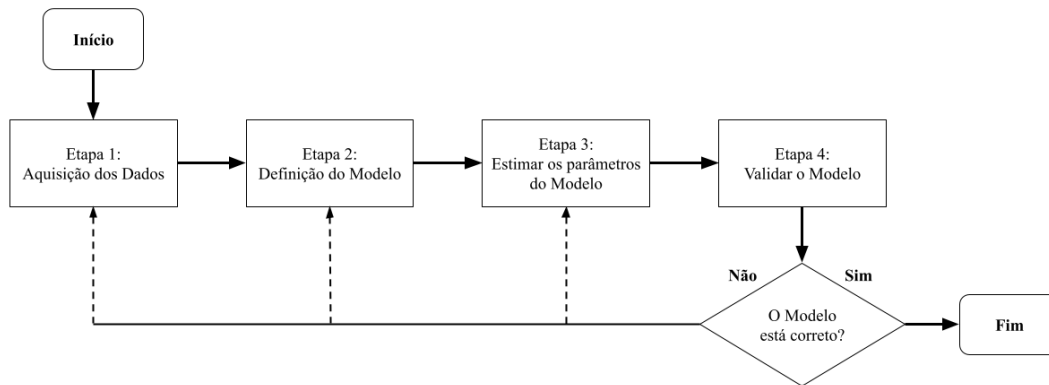 Início
Etapa 1:
Aquisição dos Dados
Etapa 2:
Definição do Modelo
Etapa 3:
Estimar os parâmetros
do Modelo
Etapa 4:
Validar o Modelo
Não
Sim
O Modelo
está correto?
Fim